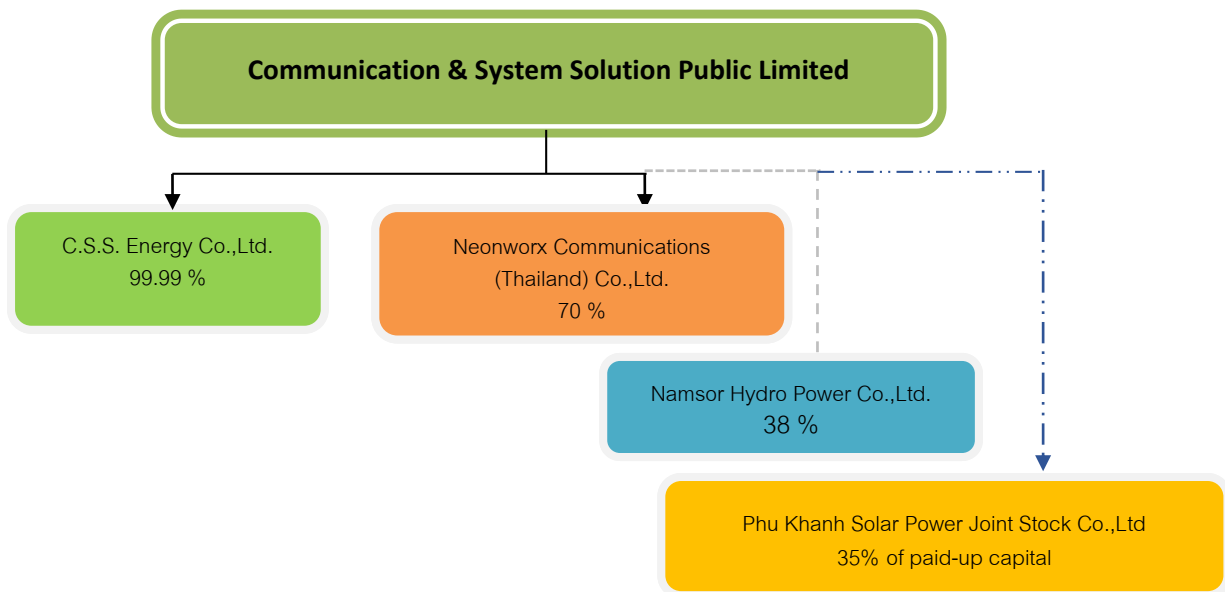 Communication & System Solution Public Limited
C.S.S. Energy Co.,Ltd.
99.99 %
Neonworx Communications
(Thailand) Co.,Ltd.
70 %
Namsor Hydro Power Co.,Ltd.
38 %
Phu Khanh Solar Power Joint Stock Co.,Ltd
35% of paid-up capital